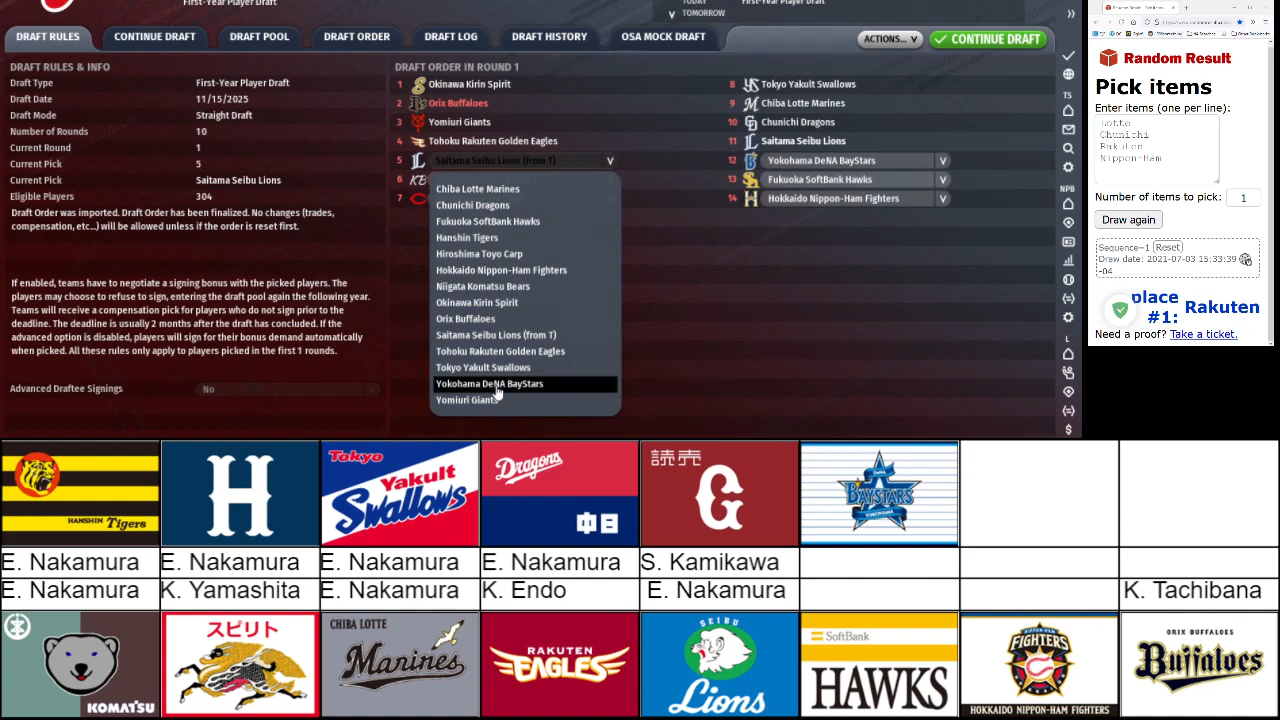 First-Year Player Draft
TODAY
First-Year Player Draft
TOMORROW
DRAFT RULES
CONTINUE DRAFT
DRAFT POOL
DRAFT ORDER
DRAFT LOG
DRAFT HISTORY
OSA MOCK DRAFT
ACTIONS... ∨
CONTINUE DRAFT
DRAFT RULES & INFO
Draft Type First-Year Player Draft
Draft Date 11/15/2025
Draft Mode Straight Draft
Number of Rounds 10
Current Round 1
Current Pick 5
Current Pick Saitama Seibu Lions
Eligible Players 304
Draft Order was imported. Draft Order has been finalized. No changes (trades,
compensation, etc...) will be allowed unless if the order is reset first.
If enabled, teams have to negotiate a signing bonus with the picked players. The
players may choose to refuse to sign, entering the draft pool again the following year.
Teams will receive a compensation pick for players who do not sign prior to the
deadline. The deadline is usually 2 months after the draft has concluded. If the
advanced option is disabled, players will sign for their bonus demand automatically
when picked. All these rules only apply to players picked in the first 1 rounds.
Advanced Draftee Signings No
DRAFT ORDER IN ROUND 1
1 Okinawa Kirin Spirit
2 Orix Buffaloes
3 Yomiuri Giants
4 Tohoku Rakuten Golden Eagles
5 Saitama Seibu Lions (from T)
6
7
8 Tokyo Yakult Swallows
9 Chiba Lotte Marines
10 Chunichi Dragons
11 Saitama Seibu Lions
12 Yokohama DeNA BayStars
13 Fukuoka SoftBank Hawks
14 Hokkaido Nippon-Ham Fighters
Chiba Lotte Marines
Chunichi Dragons
Fukuoka SoftBank Hawks
Hanshin Tigers
Hiroshima Toyo Carp
Hokkaido Nippon-Ham Fighters
Niigata Komatsu Bears
Okinawa Kirin Spirit
Orix Buffaloes
Saitama Seibu Lions (from T)
Tohoku Rakuten Golden Eagles
Tokyo Yakult Swallows
Yokohama DeNA BayStars
Yomiuri Giants
TS
NPB
L
Random Result
Pick items
Enter items (one per line):
Lotte
Chunichi
Rakuten
Nippon-Ham
Number of items to pick: 1
Draw again
Sequence=1 Reset
Draw date: 2021-07-03 15:33:39
-04
place
#1: Rakuten
Need a proof? Take a ticket.
HANSHIN Tigers
H
Tokyo
Yakult
Swallows
Dragons
中日
読売
G
DeNA
BAYSTARS
YOKOHAMA
E. Nakamura
E. Nakamura
E. Nakamura
E. Nakamura
S. Kamikawa
E. Nakamura
K. Yamashita
E. Nakamura
K. Endo
E. Nakamura
K. Tachibana
KOMATSU
スピリト
CHIBA LOTTE
Marines
RAKUTEN
EAGLES
SEIBU
Lions
SoftBank
HAWKS
NIPPON-HAM
FIGHTERS
HOKKAIDO NIPPON-HAM FIGHTERS
ORIX BUFFALOES
Buffaloes